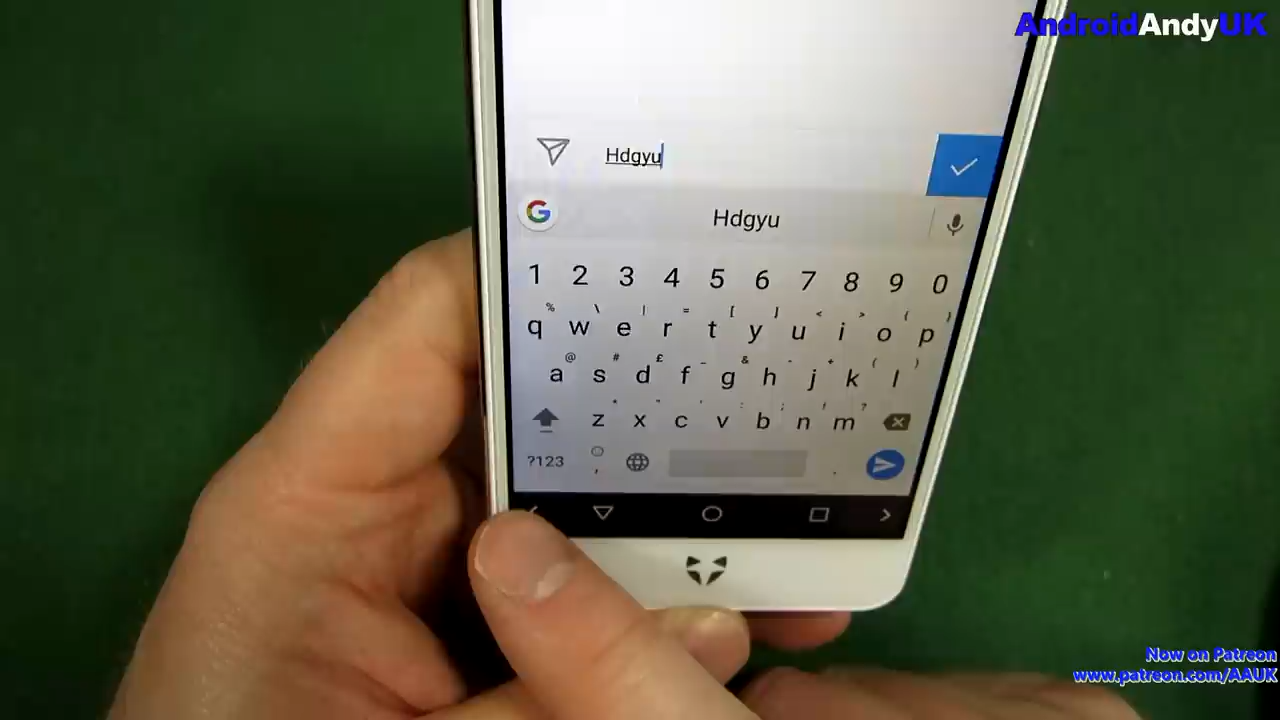 AndroidAndyUK
Hdgyu
G
Hdgyu
1 2 3 4 5 6 7 8 9 0
% \ | = [ ] < > { }
q w e r t y u i o p
@ # £ _ & - + ( )
a s d f g h j k l
z x c v b n m
?123 , .
Now on Patreon
www.patreon.com/AAUK